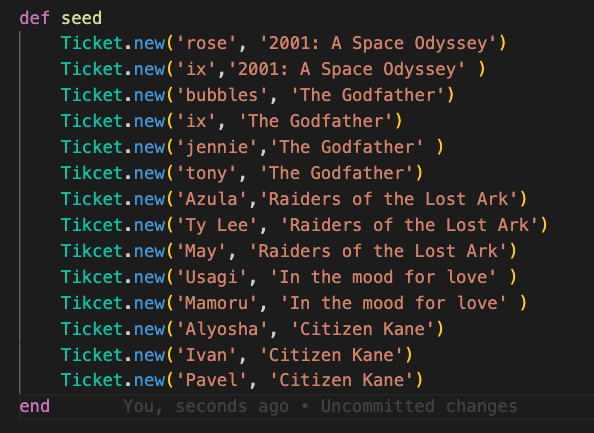 def seed
    Ticket.new('rose', '2001: A Space Odyssey')
    Ticket.new('ix','2001: A Space Odyssey' )
    Ticket.new('bubbles', 'The Godfather')
    Ticket.new('ix', 'The Godfather')
    Ticket.new('jennie','The Godfather' )
    Tikcet.new('tony', 'The Godfather')
    Ticket.new('Azula','Raiders of the Lost Ark')
    Tikcet.new('Ty Lee', 'Raiders of the Lost Ark')
    Tikcet.new('May', 'Raiders of the Lost Ark')
    Tikcet.new('Usagi', 'In the mood for love' )
    Tikcet.new('Mamoru', 'In the mood for love' )
    Ticket.new('Alyosha', 'Citizen Kane')
    Ticket.new('Ivan', 'Citizen Kane')
    Ticket.new('Pavel', 'Citizen Kane')
end       You, seconds ago • Uncommitted changes